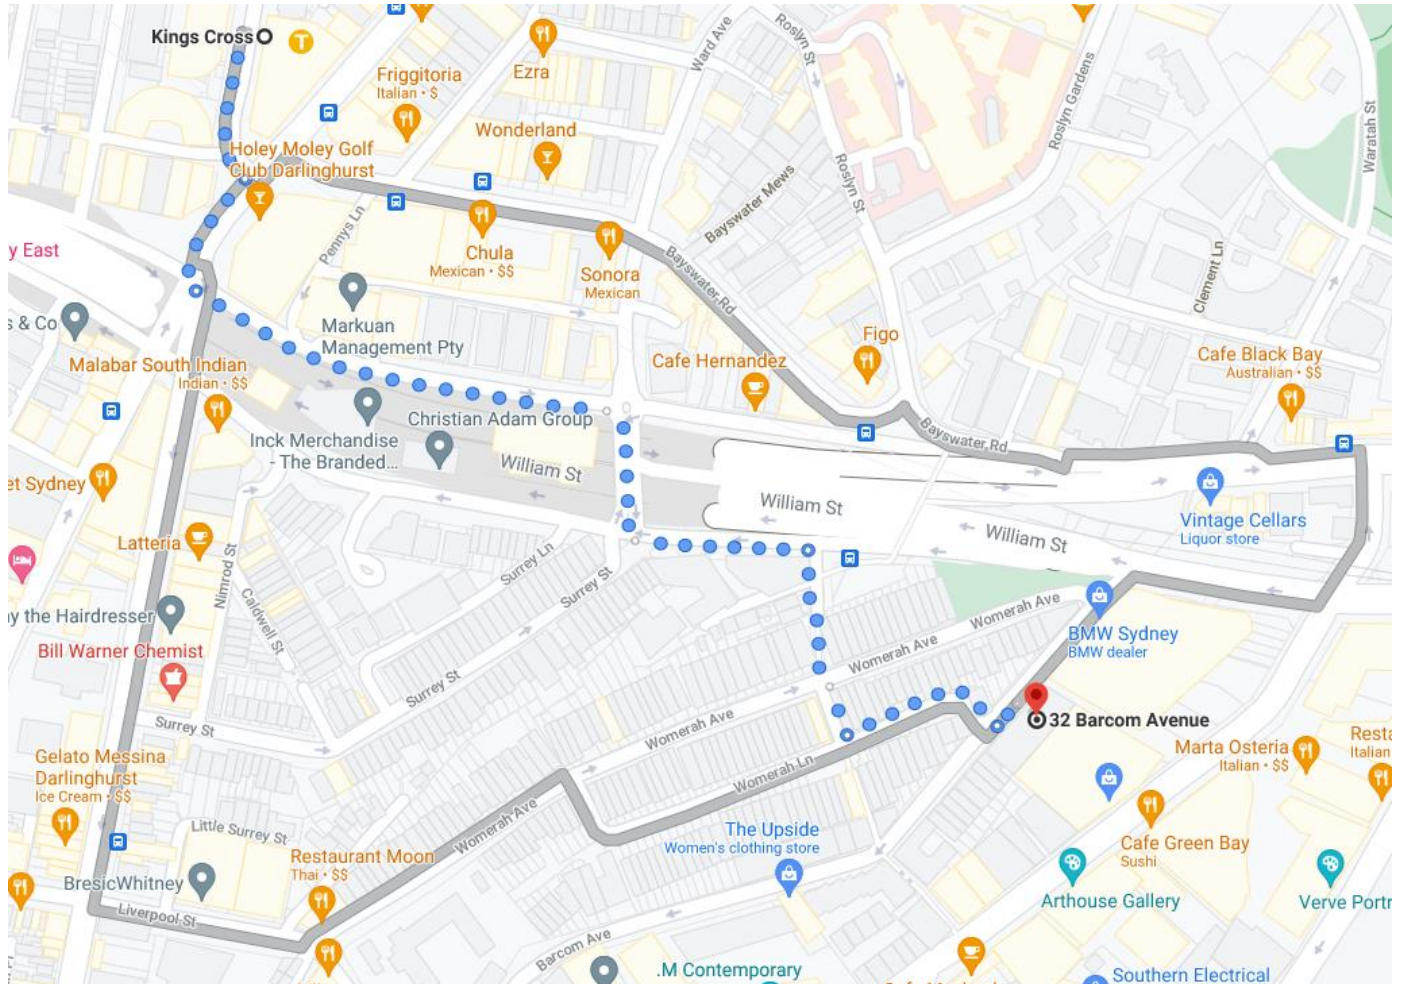 Kings Cross
T
Friggitoria
Italian • $
Ezra
Ward Ave
Roslyn St
Roslyn Gardens
Waratah St
Holey Moley Golf
Club Darlinghurst
Wonderland
Roslyn St
Bayswater Mews
y East
Pennys Ln
Chula
Mexican • $$
Sonora
Mexican
Bayswater Rd
Clement Ln
s & Co
Markuan
Management Pty
Figo
Malabar South Indian
Indian • $$
Cafe Hernandez
Cafe Black Bay
Australian • $$
Christian Adam Group
Inck Merchandise
- The Branded...
Bayswater Rd
et Sydney
William St
William St
William St
Vintage Cellars
Liquor store
Latteria
Nimrod St
Surrey Ln
Surrey St
Caldwell St
Womerah Ave
ny the Hairdresser
BMW Sydney
BMW dealer
Bill Warner Chemist
Womerah Ave
Surrey St
32 Barcom Avenue
Surrey St
Womerah Ave
Marta Osteria
Italian • $$
Resta
Italian
Gelato Messina
Darlinghurst
Ice Cream • $$
Womerah Ln
Womerah Ave
Little Surrey St
The Upside
Women's clothing store
Cafe Green Bay
Sushi
Restaurant Moon
Thai • $$
BresicWhitney
Arthouse Gallery
Verve Portr
Liverpool St
Barcom Ave
.M Contemporary
Southern Electrical